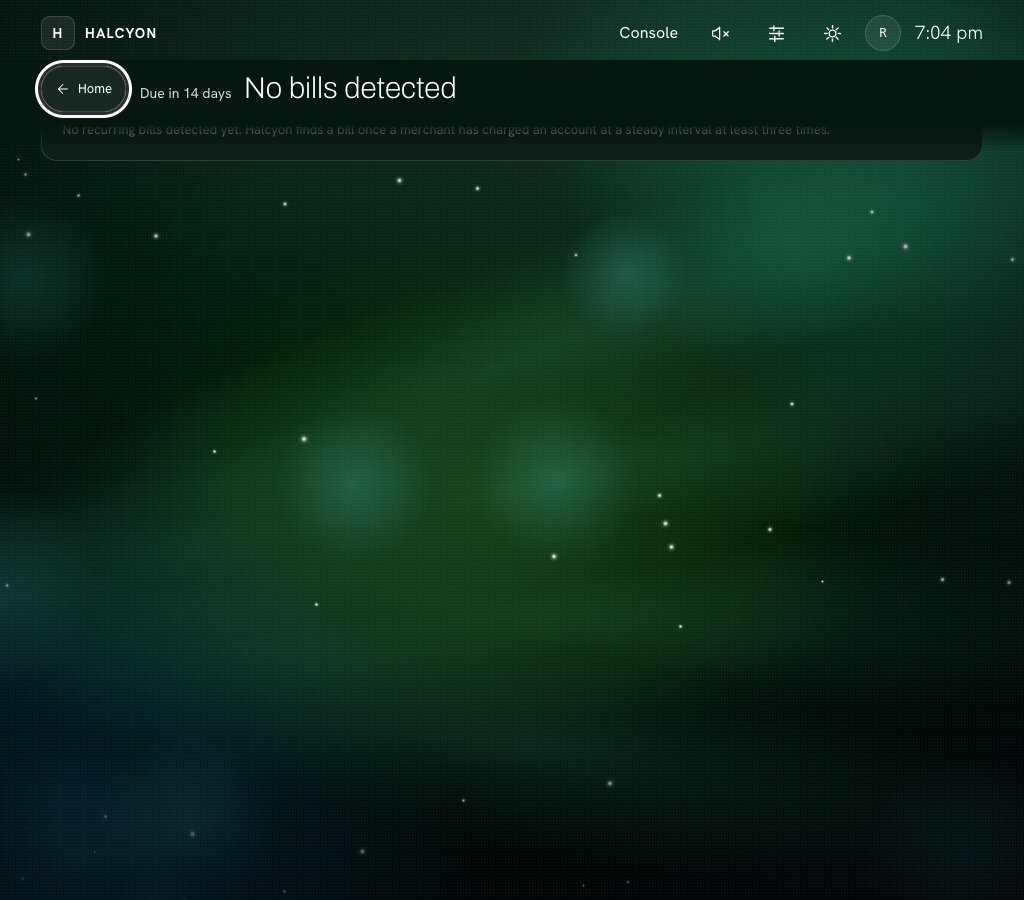 H HALCYON Console R 7:04 pm
← Home Due in 14 days No bills detected
No recurring bills detected yet. Halcyon finds a bill once a merchant has charged an account at a steady interval at least three times.